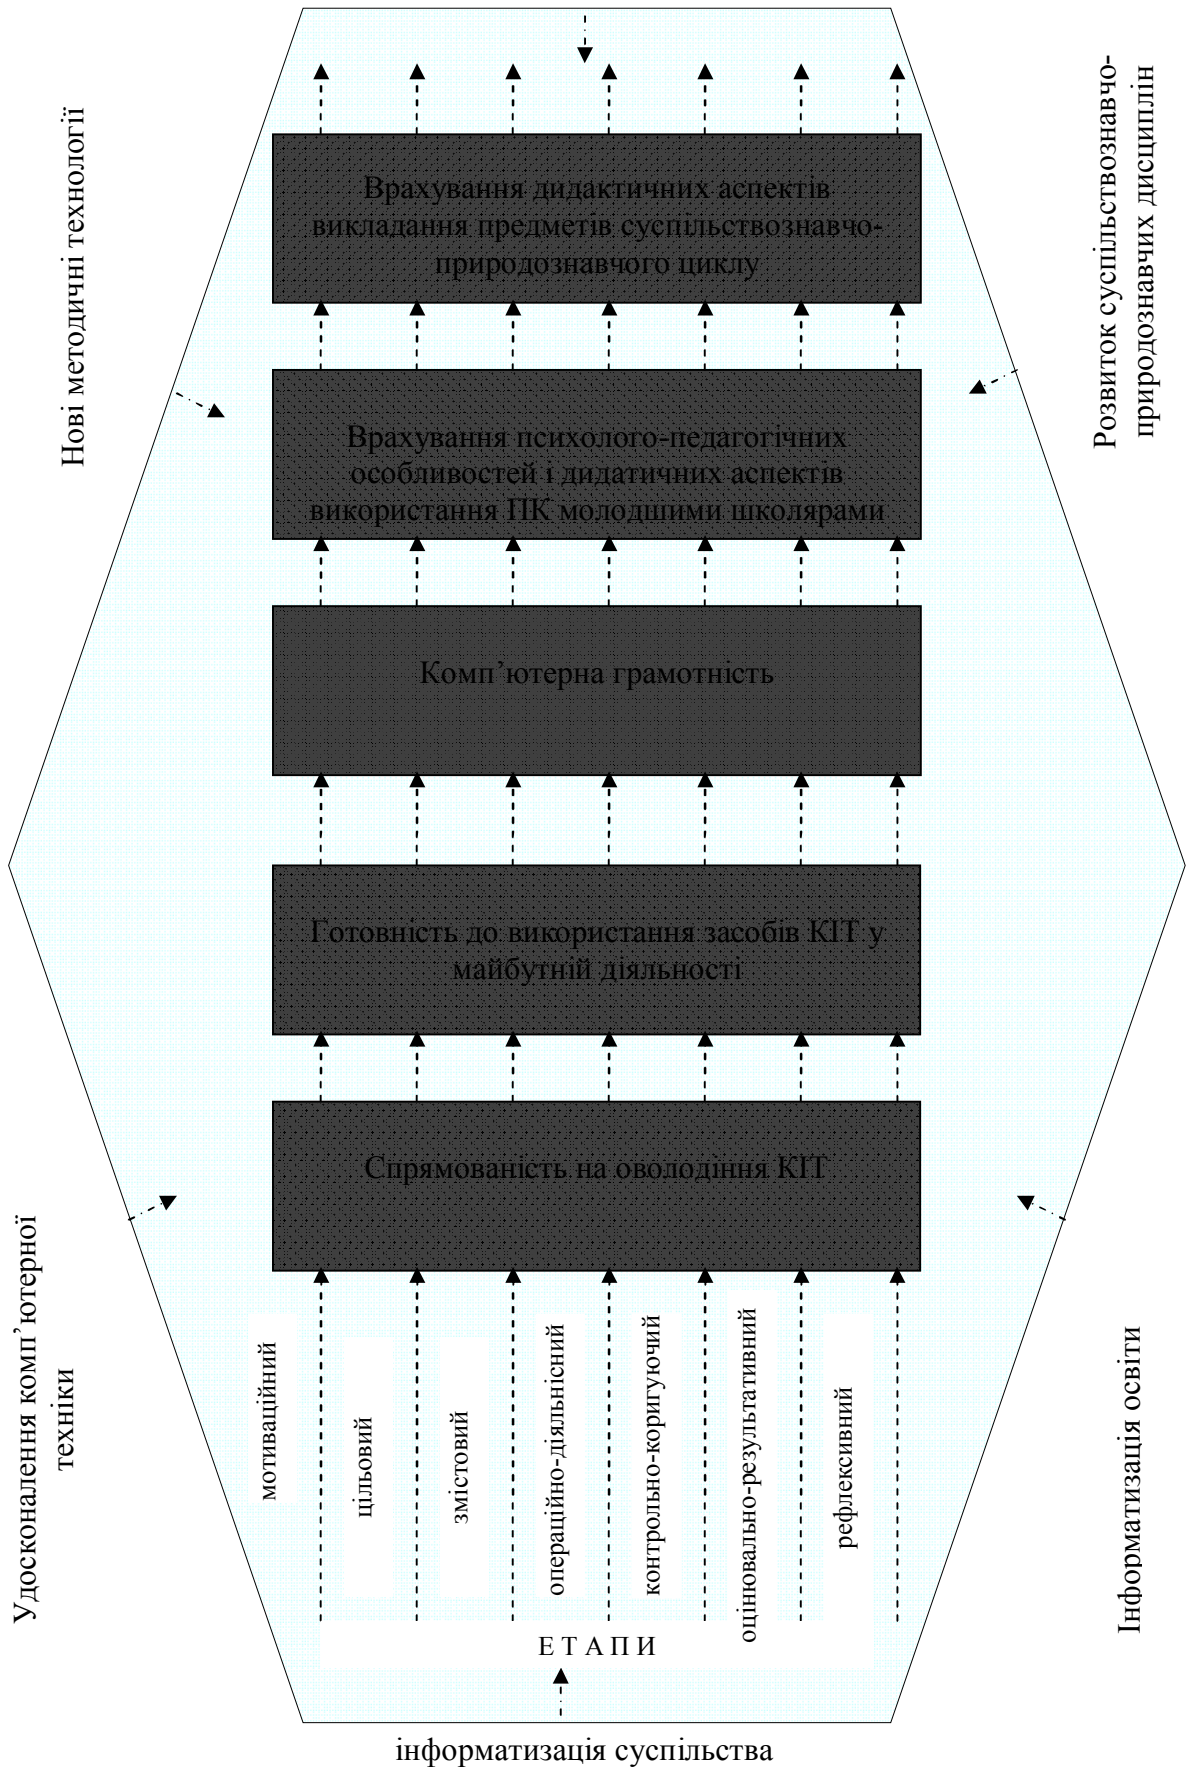 Нові методичні технології
Розвиток суспільствознавчо-
природознавчих дисциплін
Врахування дидактичних аспектів
викладання предметів суспільствознавчо-
природознавчого циклу
Врахування психолого-педагогічних
особливостей і дидатичних аспектів
використання ПК молодшими школярами
Комп’ютерна грамотність
Готовність до використання засобів КІТ у
майбутній діяльності
Спрямованість на оволодіння КІТ
Удосконалення комп’ютерної
техніки
мотиваційний
цільовий
змістовий
операційно-діяльнісний
контрольно-коригуючий
оцінювально-результативний
рефлексивний
Інформатизація освіти
Е Т А П И
інформатизація суспільства